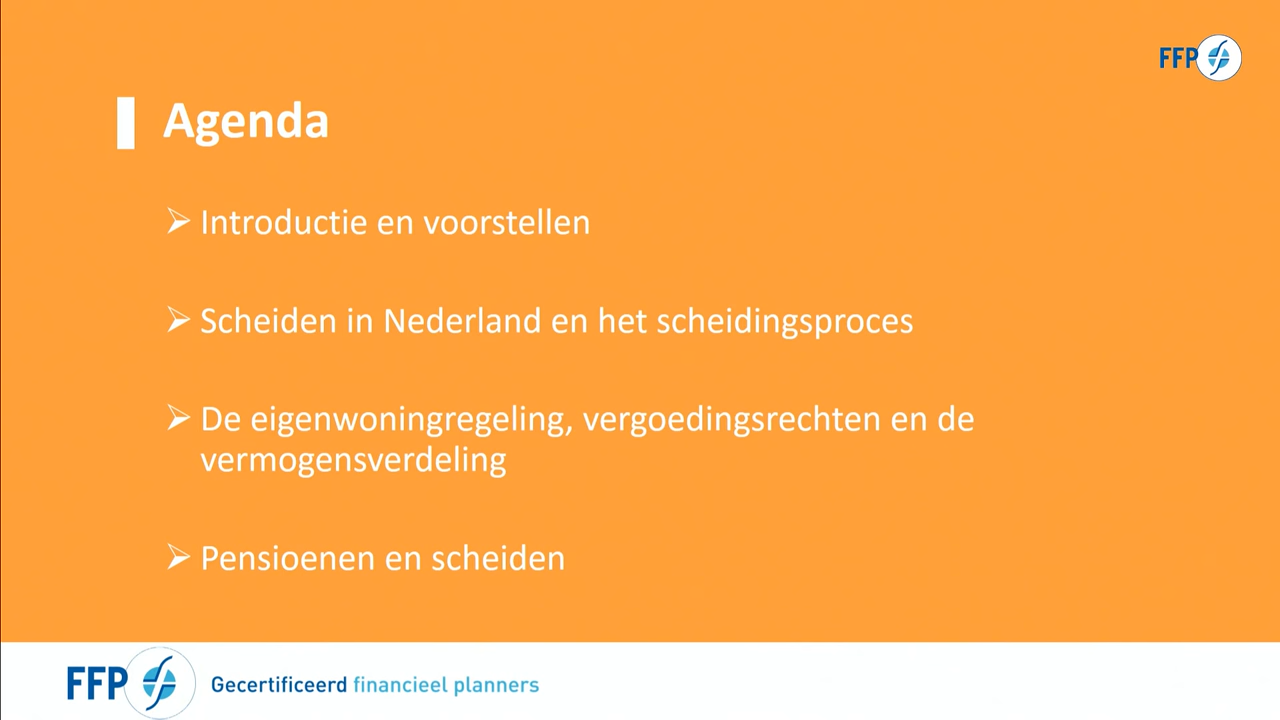 FFP
Agenda
Introductie en voorstellen
Scheiden in Nederland en het scheidingsproces
De eigenwoningregeling, vergoedingsrechten en de
vermogensverdeling
Pensioenen en scheiden
FFP Gecertificeerd financieel planners